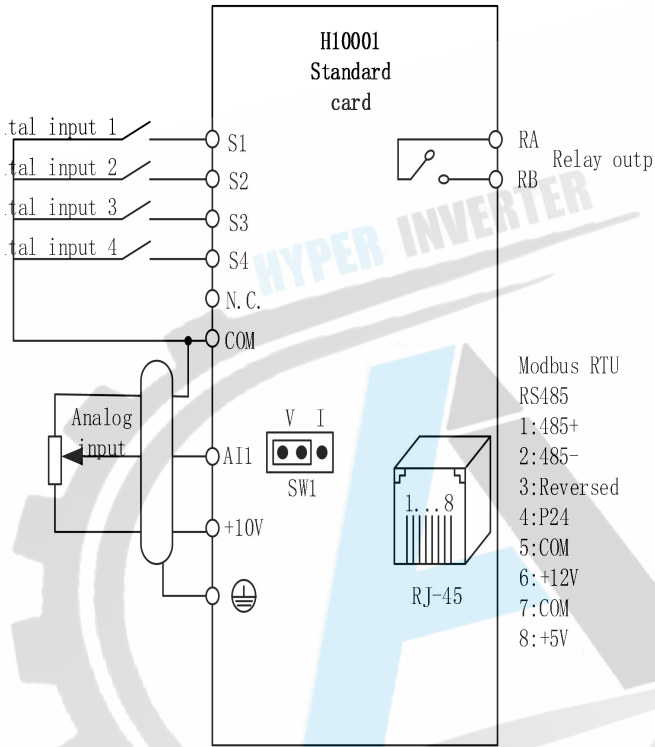 H10001
Standard
card
tal input 1
tal input 2
tal input 3
tal input 4
S1
S2
S3
S4
N.C.
COM
Analog
input
AI1
+10V
V I
SW1
RA
RB
Relay outp
HYPER INVERTER
1...8
RJ-45
Modbus RTU
RS485
1:485+
2:485-
3:Reversed
4:P24
5:COM
6:+12V
7:COM
8:+5V